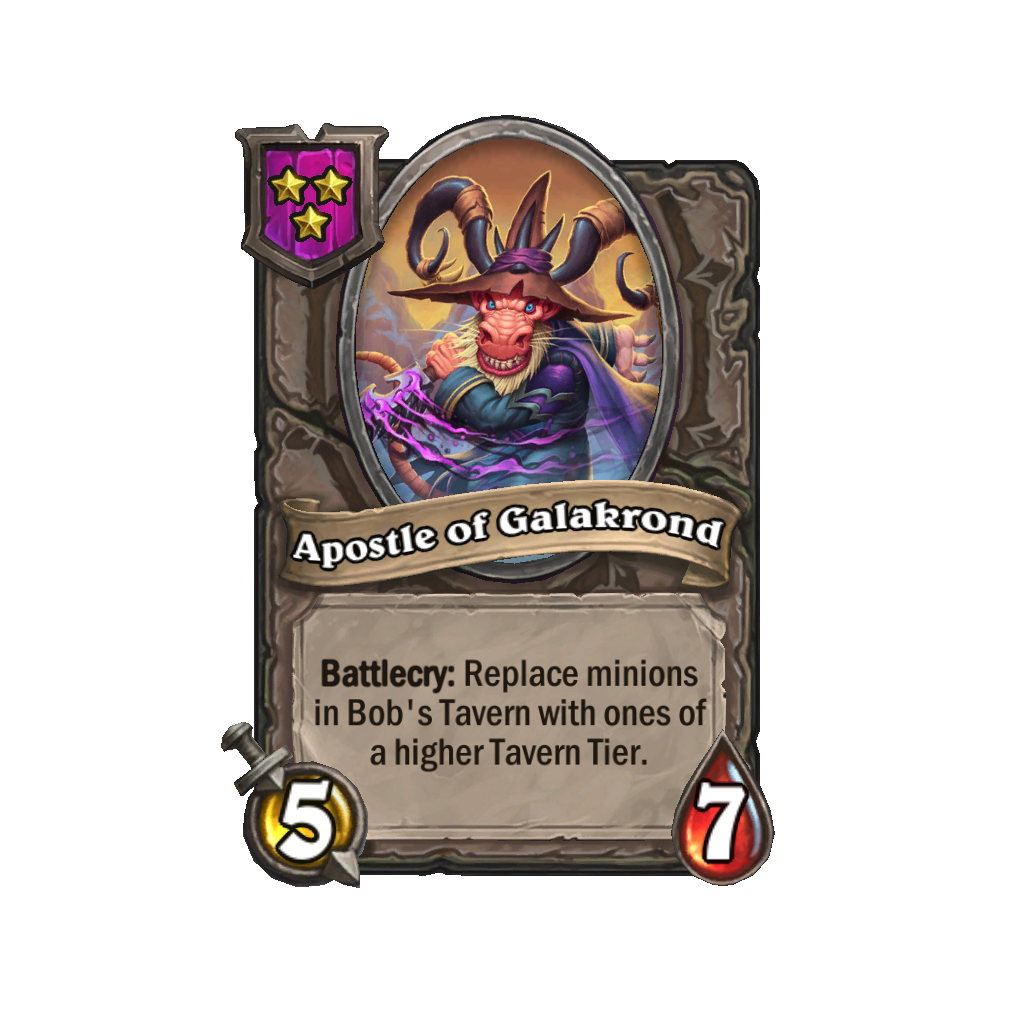 Apostle of Galakrond
Battlecry: Replace minions
in Bob's Tavern with ones of
a higher Tavern Tier.
5
7